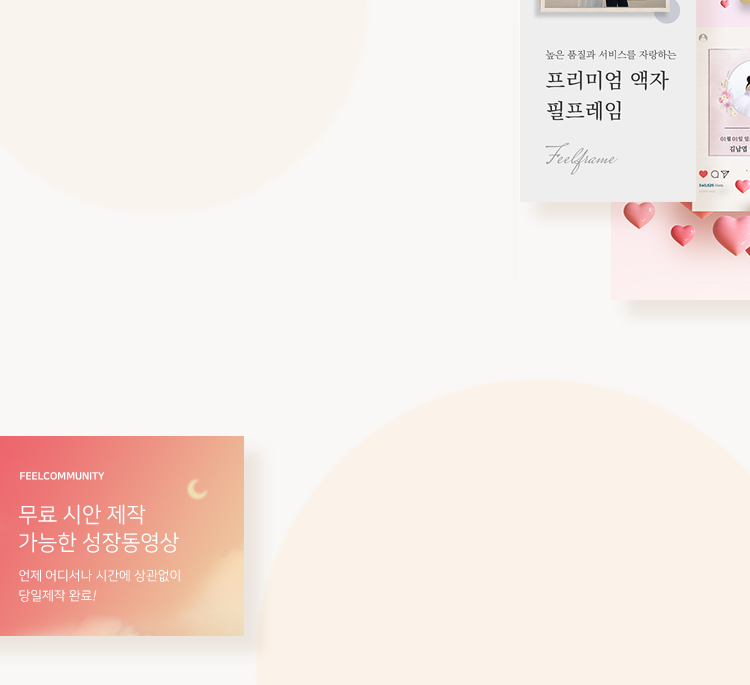 높은 품질과 서비스를 자랑하는
프리미엄 액자
필프레임
Feelframe
김남열
FEELCOMMUNITY
무료 시안 제작
가능한 성장동영상
언제 어디서나 시간에 상관없이
당일제작 완료!